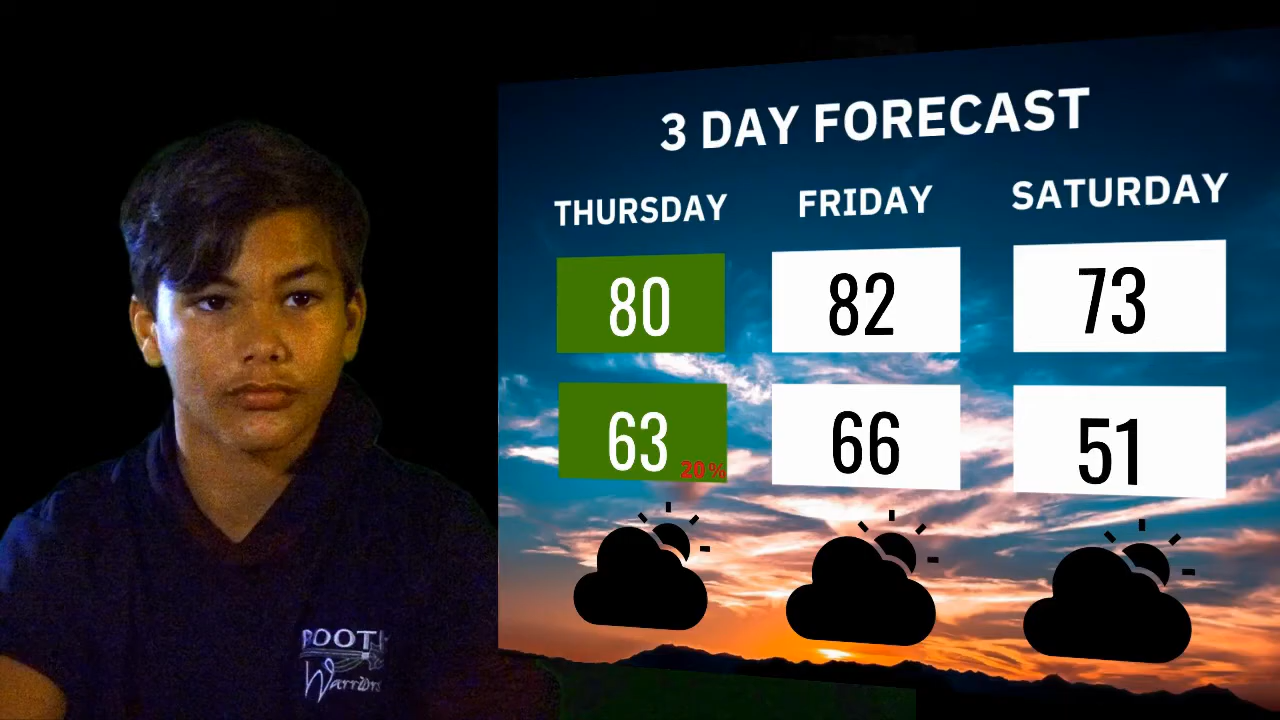 3 DAY FORECAST
THURSDAY FRIDAY SATURDAY
80 82 73
63 66 51
20%
Warriors